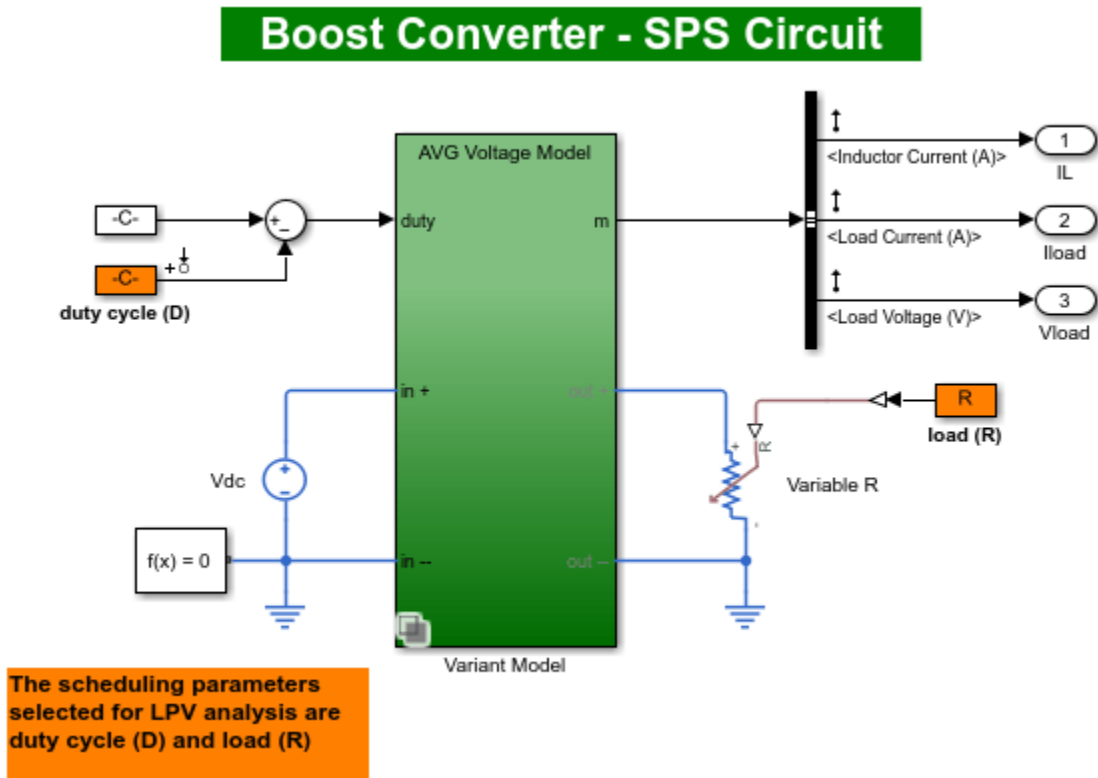 Boost Converter - SPS Circuit
AVG Voltage Model
-C-
+
−
duty
m
<Inductor Current (A)>
1
IL
<Load Current (A)>
2
Iload
<Load Voltage (V)>
3
Vload
-C-
+
duty cycle (D)
in +
out +
R
load (R)
Vdc
+
−
+
R
Variable R
-
f(x) = 0
in --
out --
Variant Model
The scheduling parameters
selected for LPV analysis are
duty cycle (D) and load (R)